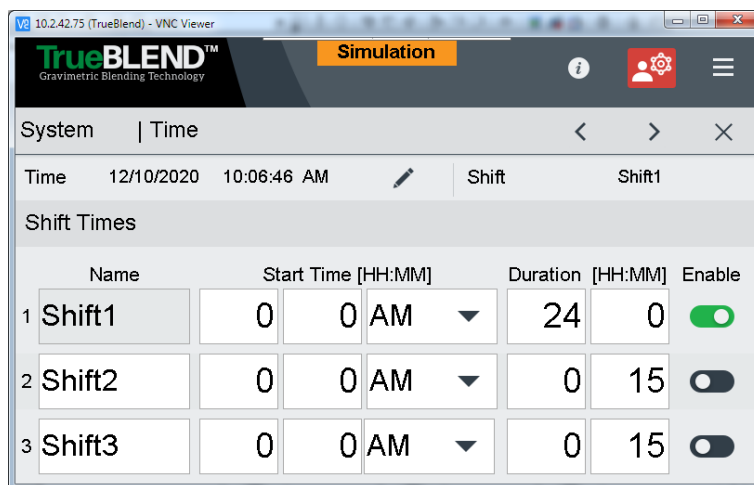 10.2.42.75 (TrueBlend) - VNC Viewer
TrueBLEND™ Simulation
Gravimetric Blending Technology
System | Time
Time 12/10/2020 10:06:46 AM Shift Shift1
Shift Times
Name Start Time [HH:MM] Duration [HH:MM] Enable
1 Shift1 0 0 AM 24 0
2 Shift2 0 0 AM 0 15
3 Shift3 0 0 AM 0 15